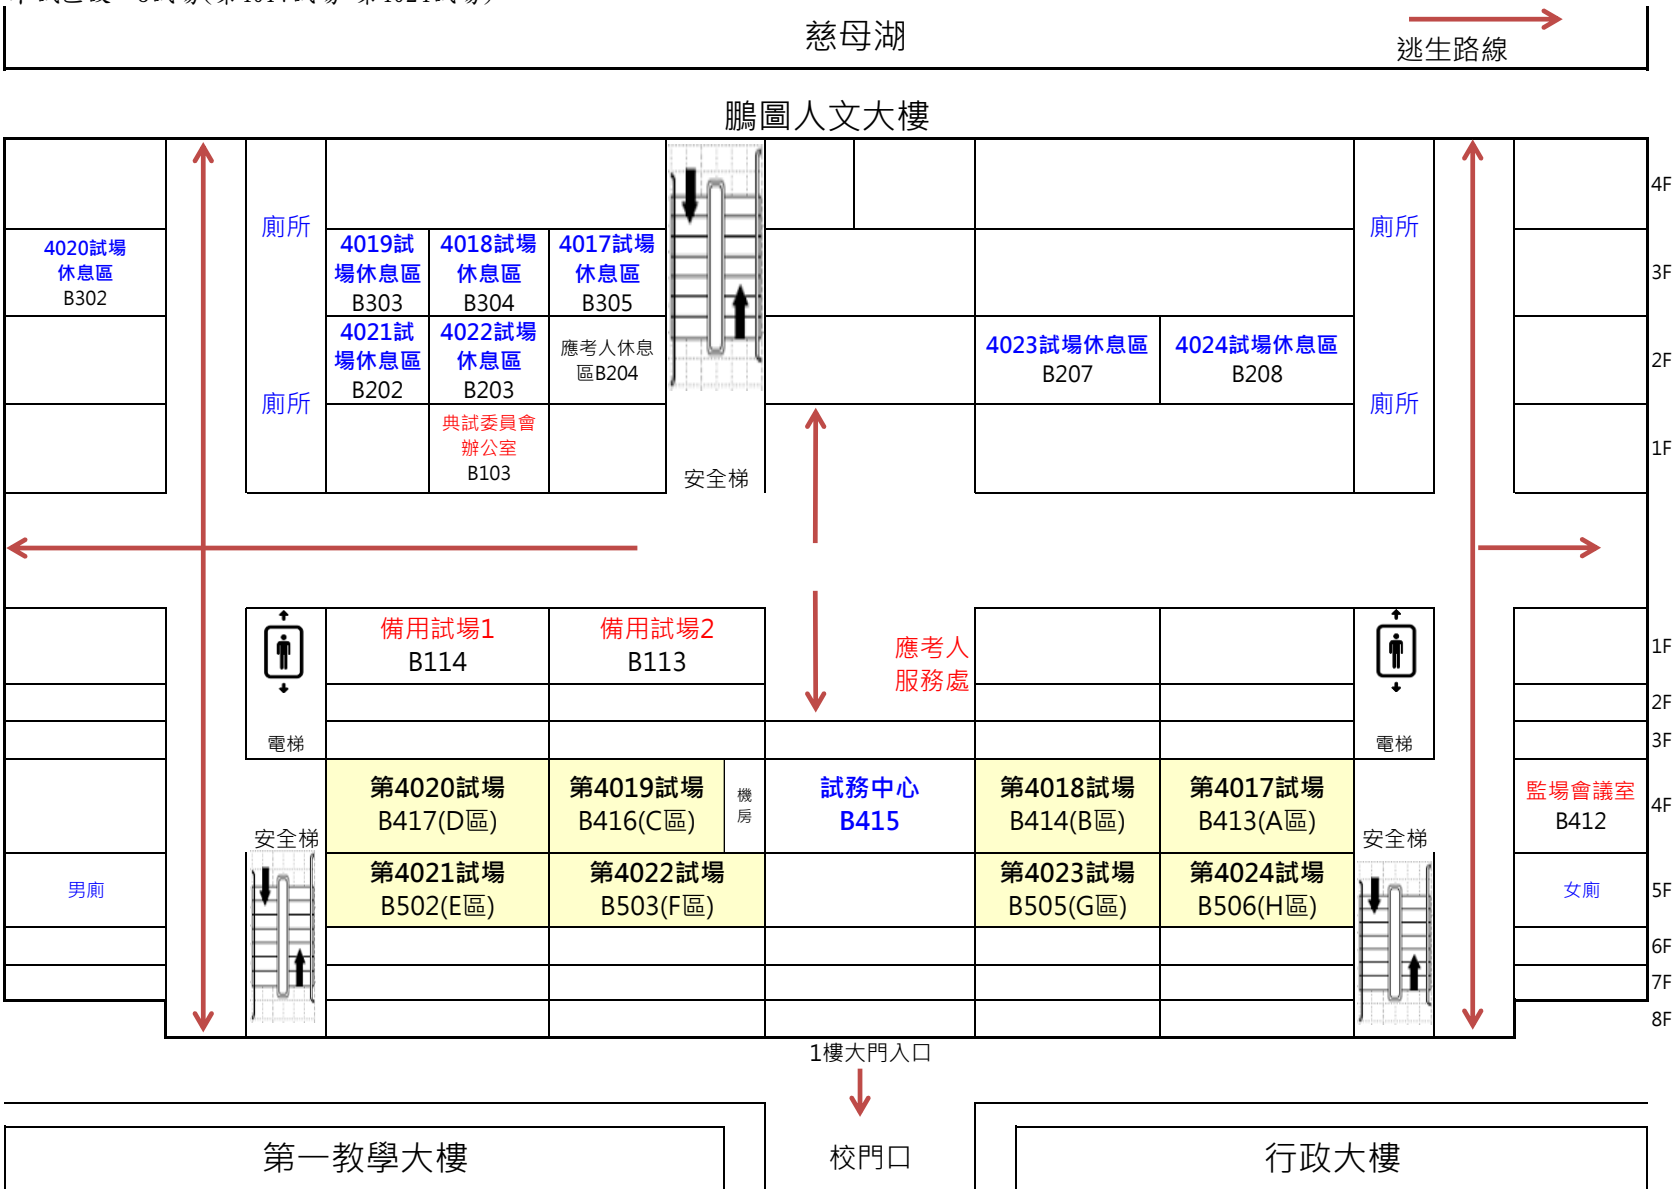 慈母湖
逃生路線
鵬圖人文大樓
4F
廁所
廁所
4020試場
休息區
B302
4019試
場休息區
B303
4018試場
休息區
B304
4017試場
休息區
B305
3F
4021試
場休息區
B202
4022試場
休息區
B203
應考人休息
區B204
4023試場休息區
B207
4024試場休息區
B208
2F
廁所
廁所
典試委員會
辦公室
B103
安全梯
1F
備用試場1
B114
備用試場2
B113
應考人
服務處
1F
2F
電梯
電梯
3F
第4020試場
B417(D區)
第4019試場
B416(C區)
機
房
試務中心
B415
第4018試場
B414(B區)
第4017試場
B413(A區)
監場會議室
B412
4F
安全梯
安全梯
男廁
第4021試場
B502(E區)
第4022試場
B503(F區)
第4023試場
B505(G區)
第4024試場
B506(H區)
女廁
5F
6F
7F
8F
1樓大門入口
第一教學大樓
校門口
行政大樓